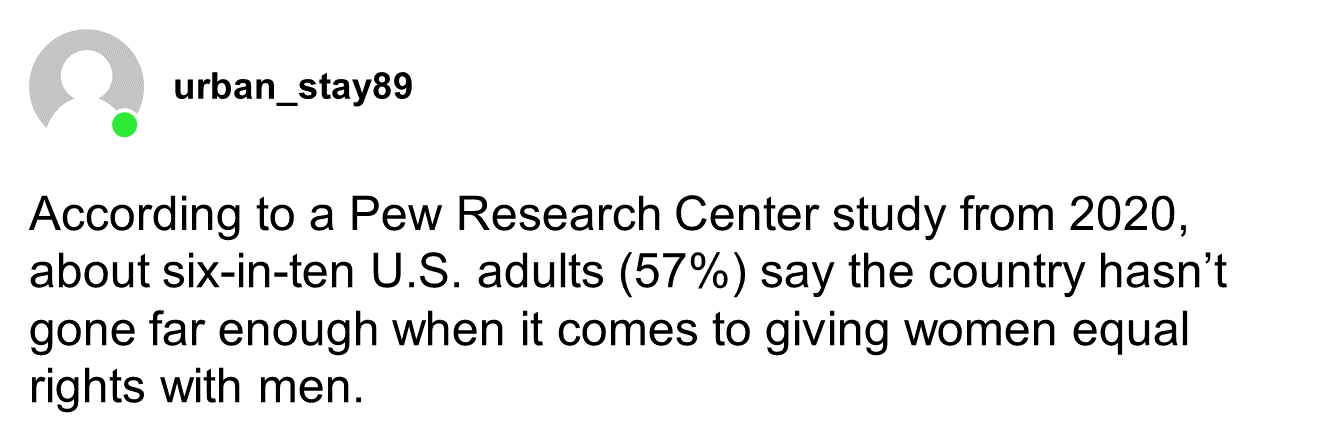 urban_stay89
According to a Pew Research Center study from 2020,
about six-in-ten U.S. adults (57%) say the country hasn’t
gone far enough when it comes to giving women equal
rights with men.